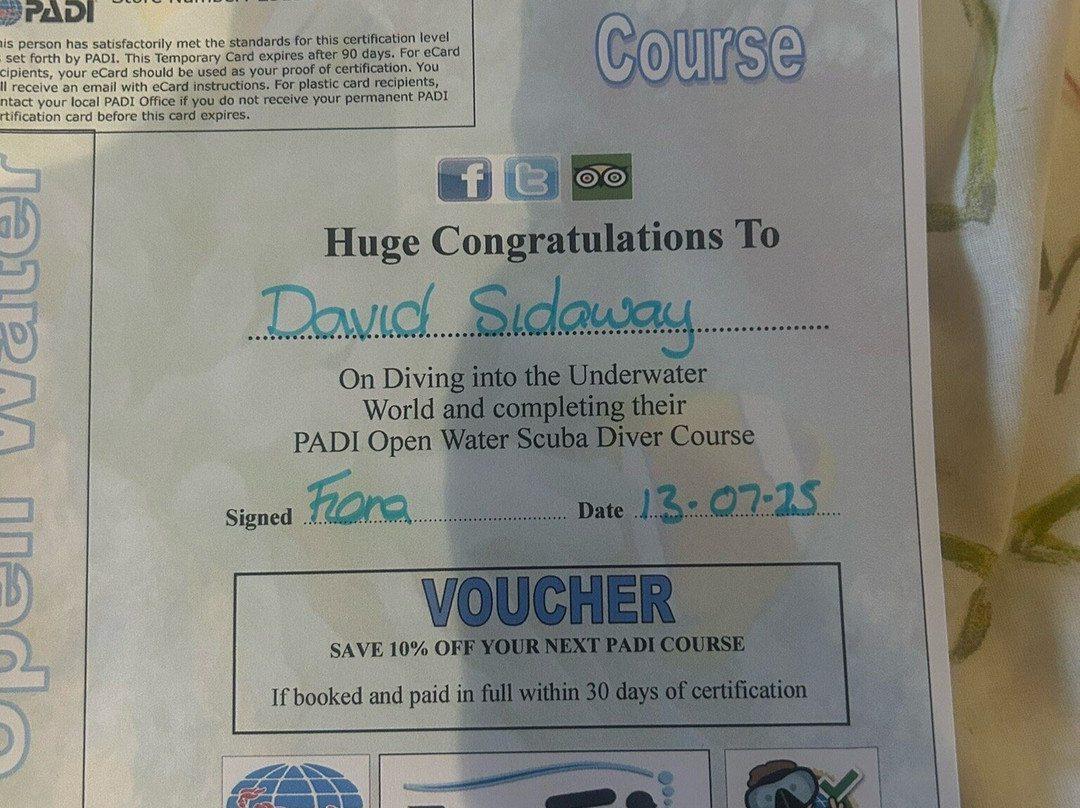 PADI
Course
is person has satisfactorily met the standards for this certification level
set forth by PADI. This Temporary Card expires after 90 days. For eCard
cipients, your eCard should be used as your proof of certification. You
ll receive an email with eCard instructions. For plastic card recipients,
ntact your local PADI Office if you do not receive your permanent PADI
rtification card before this card expires.
Open Water
Huge Congratulations To
David Sidaway
On Diving into the Underwater
World and completing their
PADI Open Water Scuba Diver Course
Signed Fiona Date 13-07-25
VOUCHER
SAVE 10% OFF YOUR NEXT PADI COURSE
If booked and paid in full within 30 days of certification